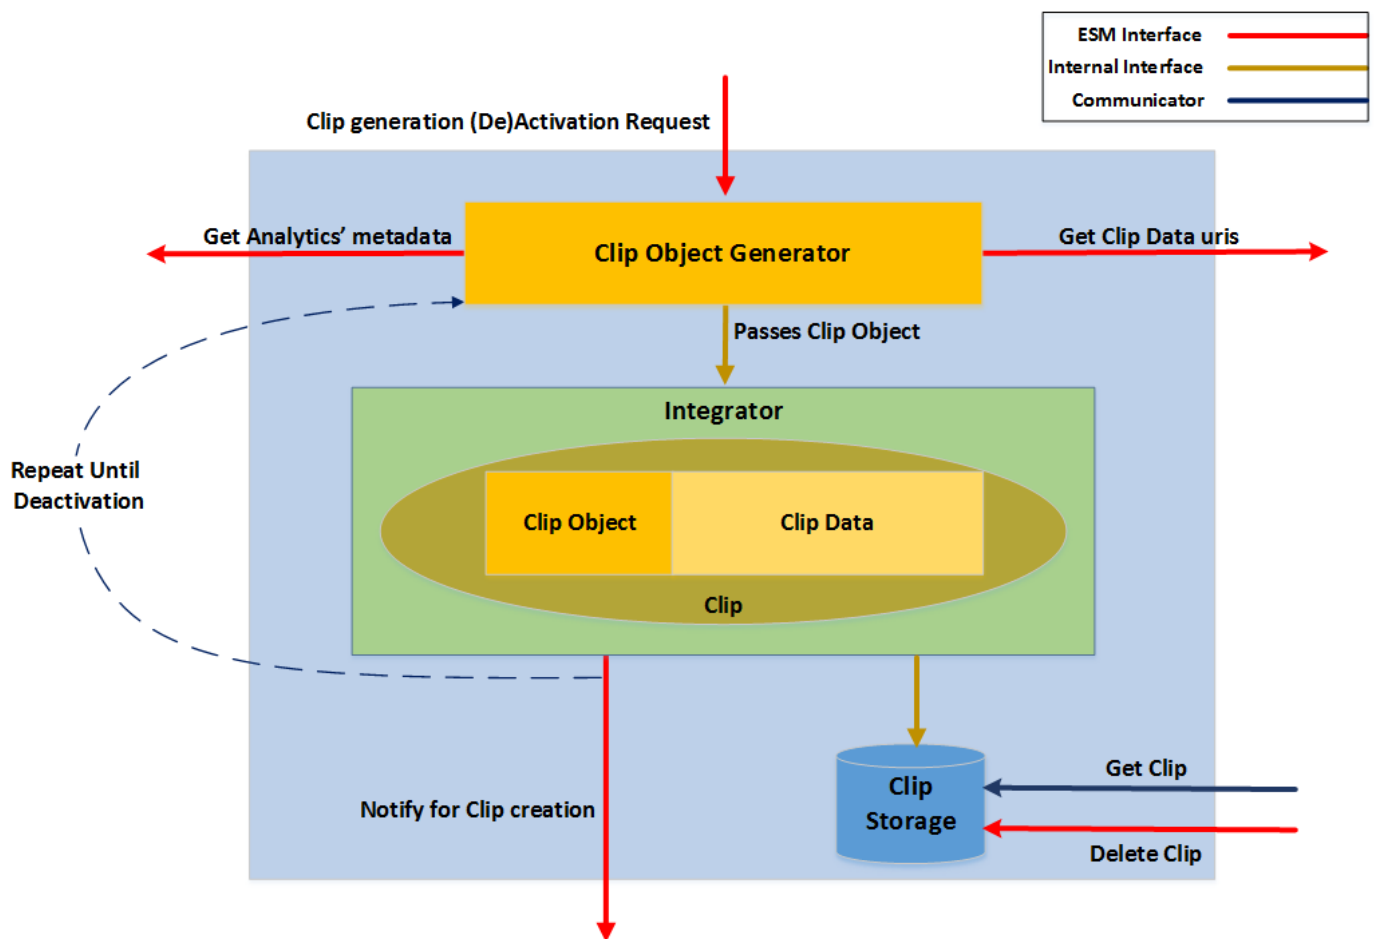 ESM Interface
Internal Interface
Communicator
Clip generation (De)Activation Request
Get Analytics’ metadata
Clip Object Generator
Get Clip Data uris
Passes Clip Object
Integrator
Repeat Until
Deactivation
Clip Object
Clip Data
Clip
Notify for Clip creation
Clip
Storage
Get Clip
Delete Clip